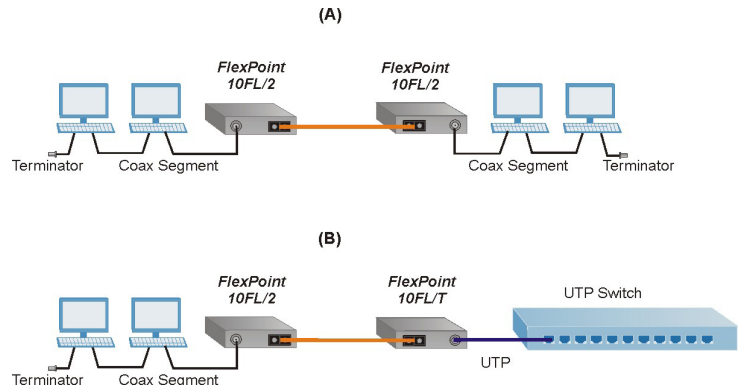 (A)
FlexPoint
10FL/2
FlexPoint
10FL/2
Terminator
Coax Segment
Coax Segment
Terminator
(B)
FlexPoint
10FL/2
FlexPoint
10FL/T
UTP Switch
UTP
Terminator
Coax Segment